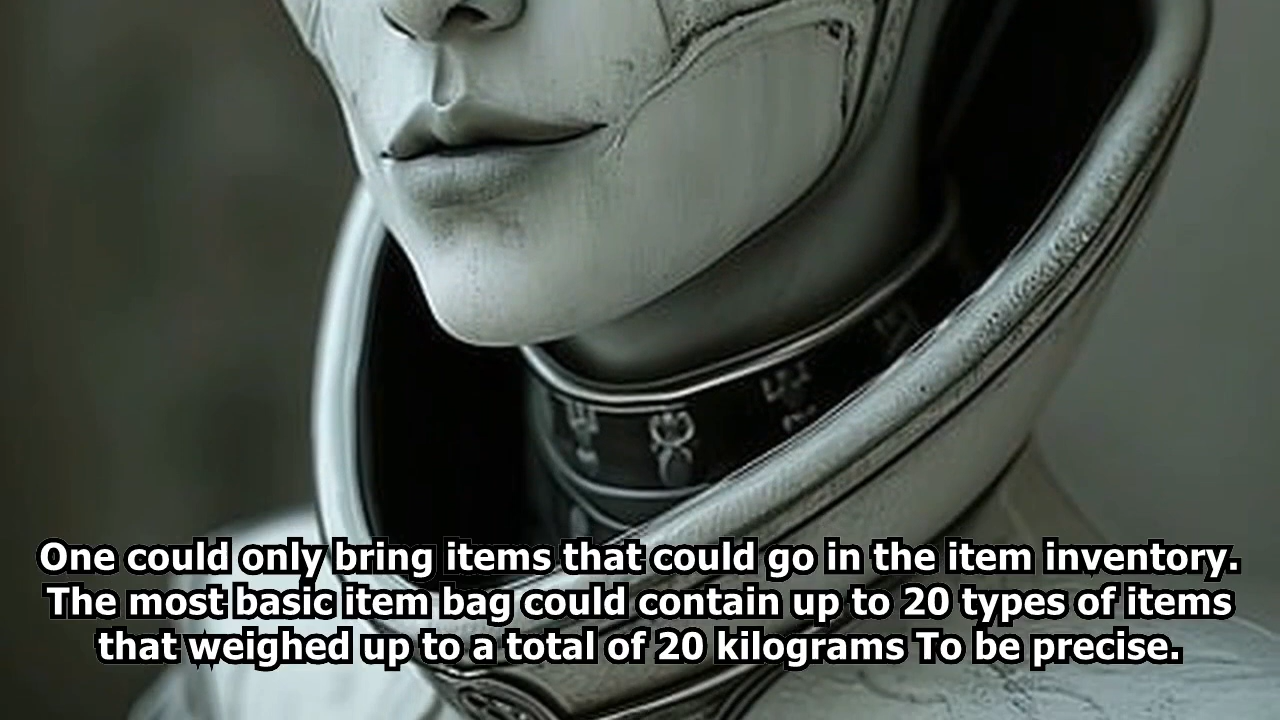 One could only bring items that could go in the item inventory.
The most basic item bag could contain up to 20 types of items
that weighed up to a total of 20 kilograms To be precise.